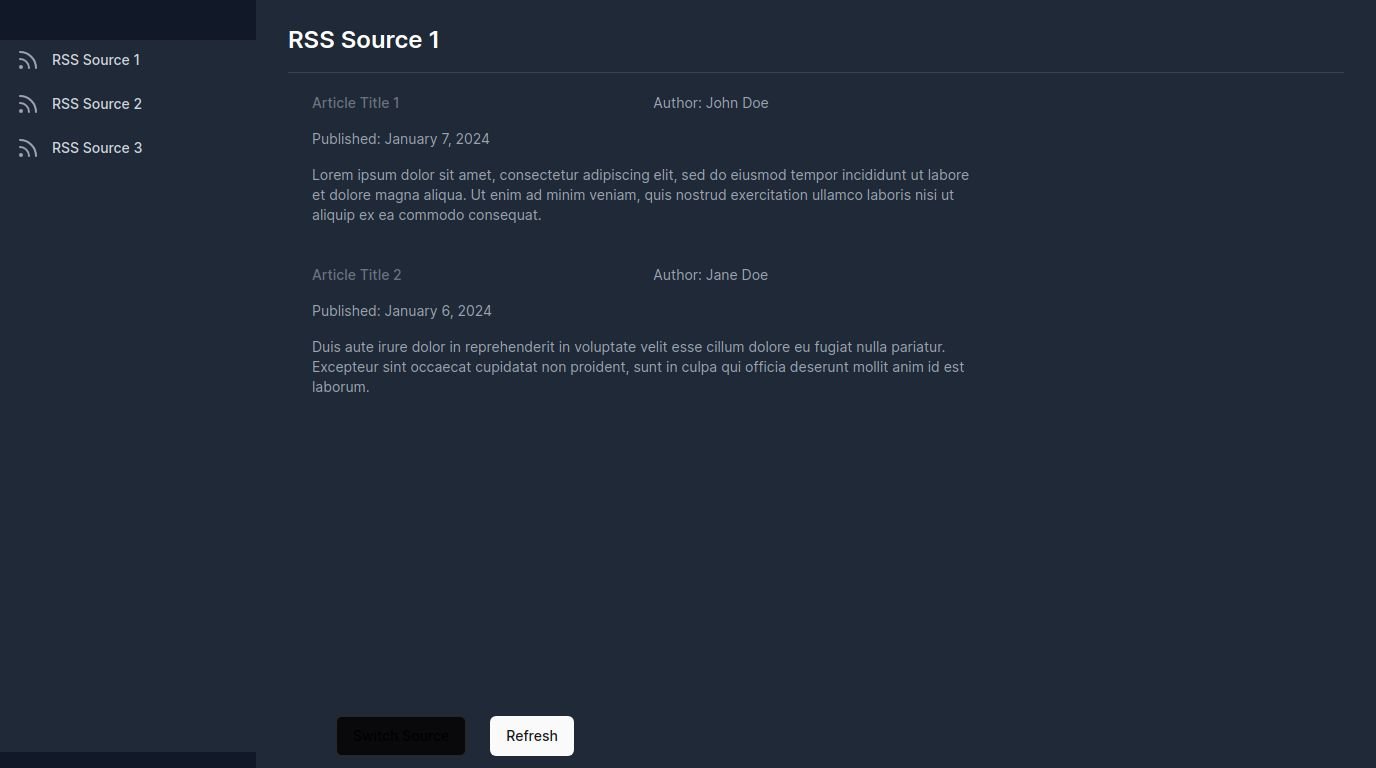 RSS Source 1
RSS Source 2
RSS Source 3
RSS Source 1
Article Title 1
Author: John Doe
Published: January 7, 2024
Lorem ipsum dolor sit amet, consectetur adipiscing elit, sed do eiusmod tempor incididunt ut labore
et dolore magna aliqua. Ut enim ad minim veniam, quis nostrud exercitation ullamco laboris nisi ut
aliquip ex ea commodo consequat.
Article Title 2
Author: Jane Doe
Published: January 6, 2024
Duis aute irure dolor in reprehenderit in voluptate velit esse cillum dolore eu fugiat nulla pariatur.
Excepteur sint occaecat cupidatat non proident, sunt in culpa qui officia deserunt mollit anim id est
laborum.
Switch Source
Refresh